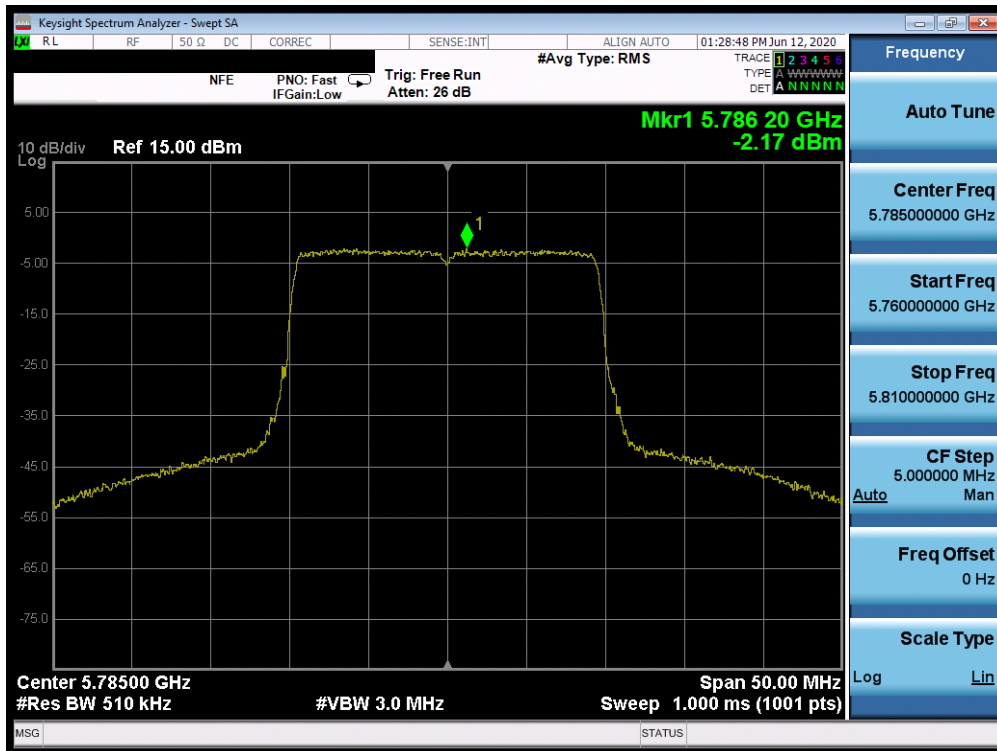 Keysight Spectrum Analyzer - Swept SA
LXI RL RF 50 Ω DC CORREC SENSE:INT ALIGN AUTO 01:28:48 PM Jun 12, 2020
NFE PNO: Fast Trig: Free Run #Avg Type: RMS TRACE 1 2 3 4 5 6
IFGain:Low Atten: 26 dB TYPE A WWWWW
DET A N N N N N
Mkr1 5.786 20 GHz
-2.17 dBm
10 dB/div Ref 15.00 dBm
Log
1
5.00
-5.00
-15.0
-25.0
-35.0
-45.0
-55.0
-65.0
-75.0
Center 5.78500 GHz Span 50.00 MHz
#Res BW 510 kHz #VBW 3.0 MHz Sweep 1.000 ms (1001 pts)
MSG STATUS
Frequency
Auto Tune
Center Freq
5.785000000 GHz
Start Freq
5.760000000 GHz
Stop Freq
5.810000000 GHz
CF Step
5.000000 MHz
Auto Man
Freq Offset
0 Hz
Scale Type
Log Lin